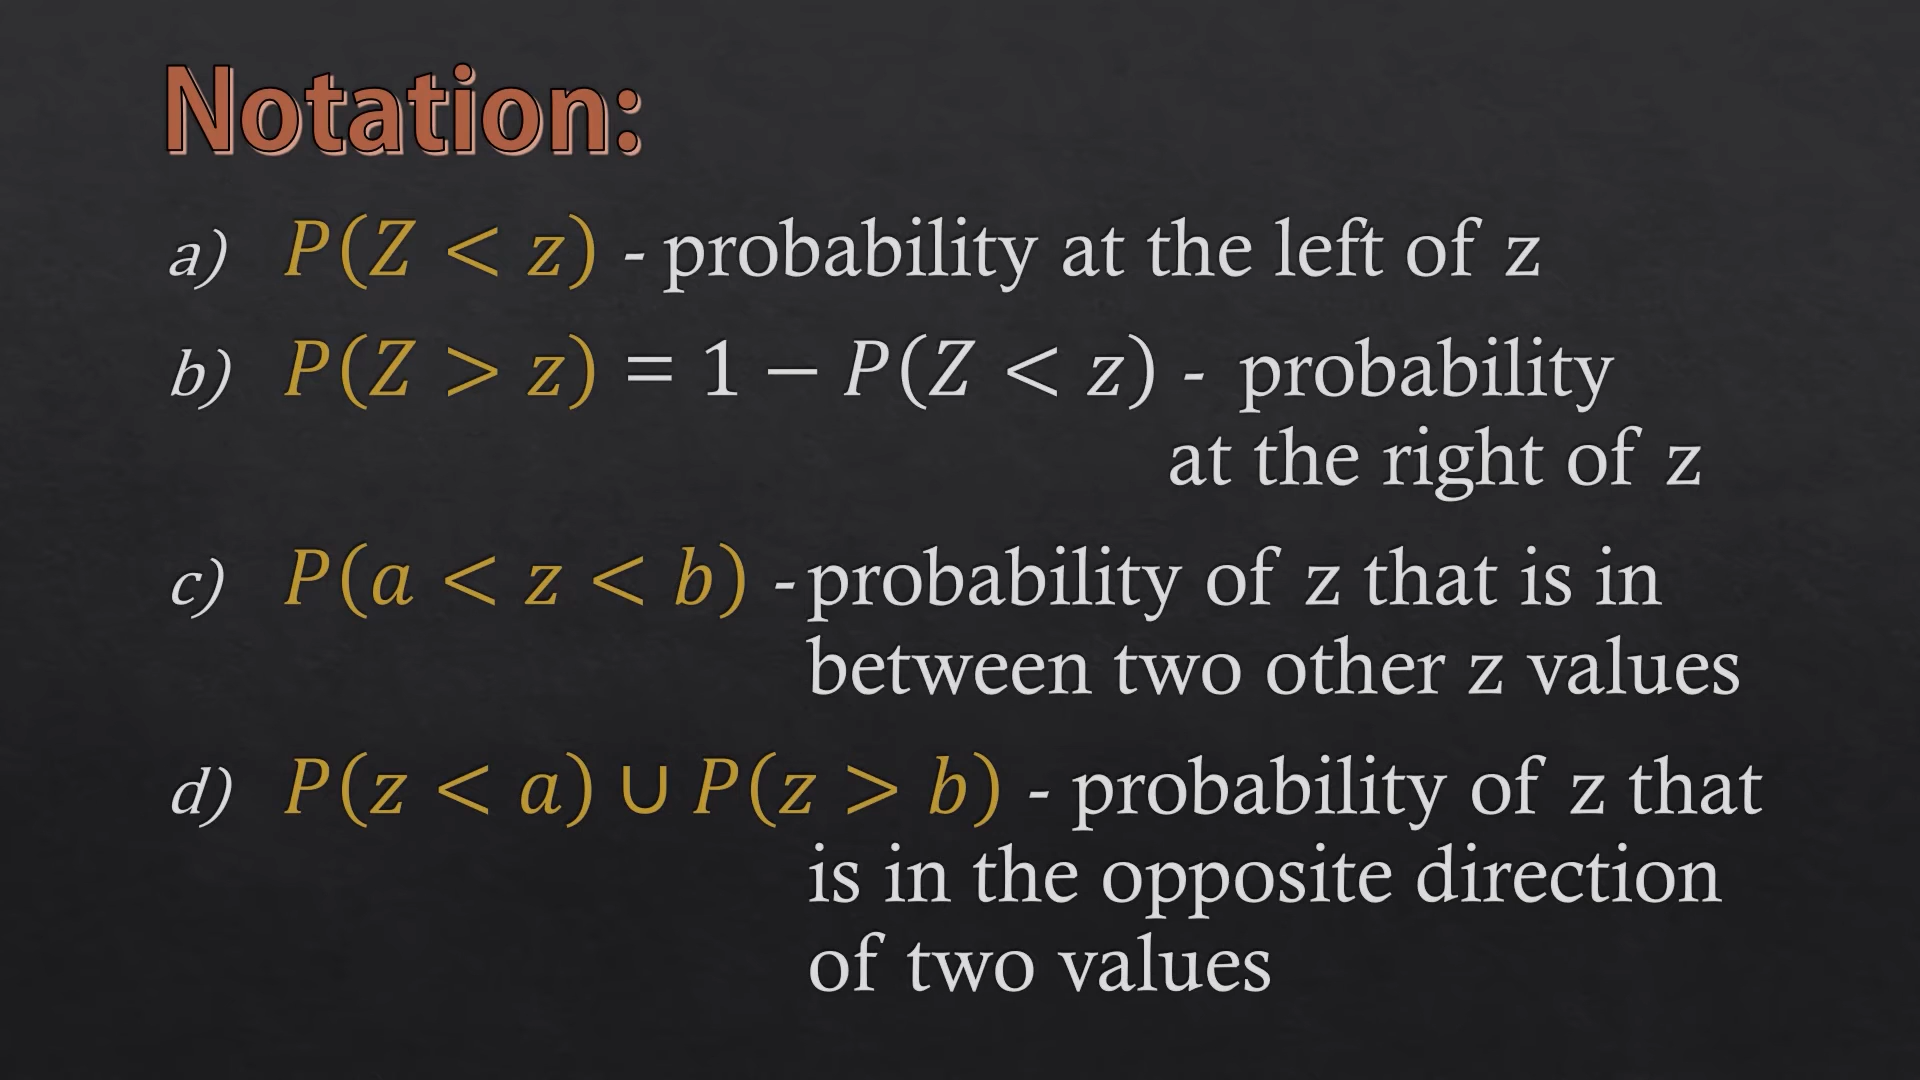 Notation:
a) P(Z < z) - probability at the left of z
b) P(Z > z) = 1 − P(Z < z) - probability
at the right of z
c) P(a < z < b) - probability of z that is in
between two other z values
d) P(z < a) ∪ P(z > b) - probability of z that
is in the opposite direction
of two values